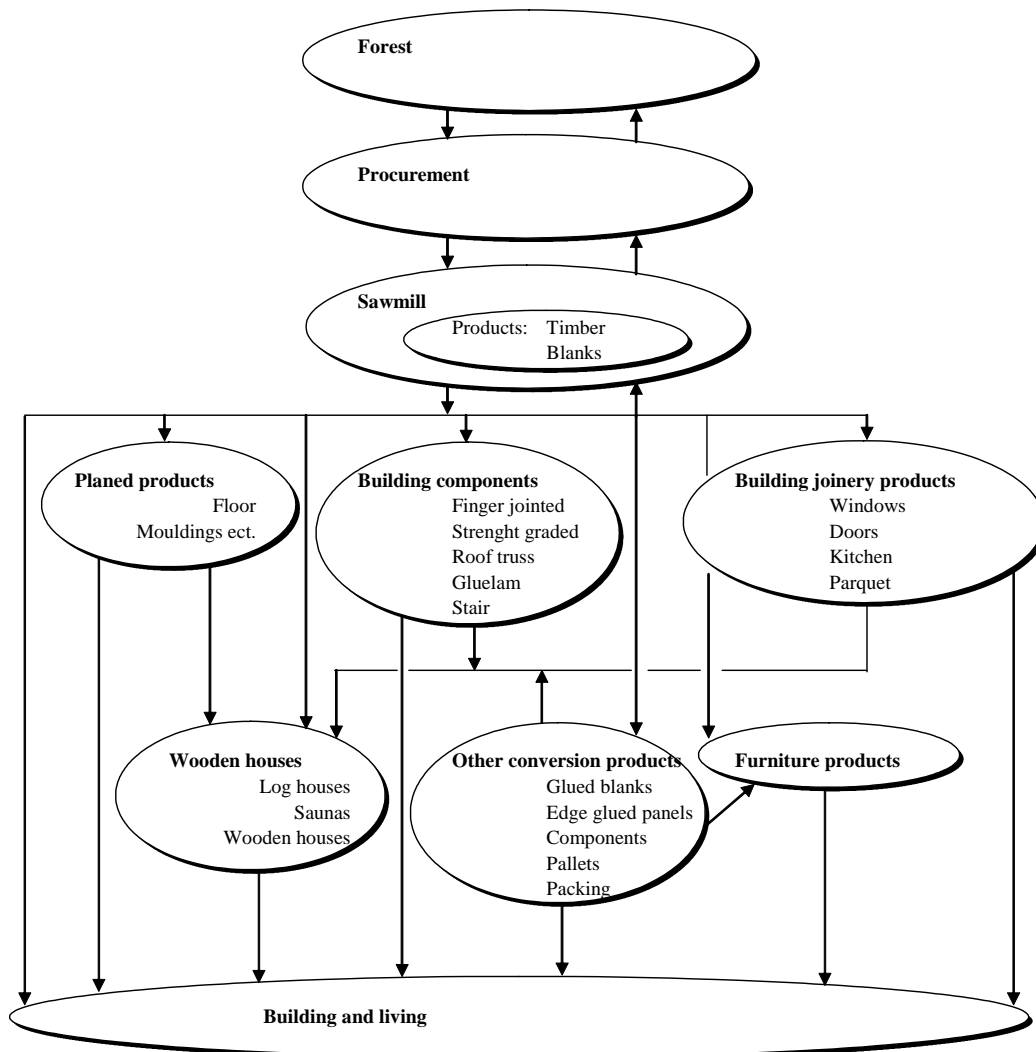 Forest
Procurement
Sawmill
Products: Timber
Blanks
Planed products
Floor
Mouldings ect.
Building components
Finger jointed
Strenght graded
Roof truss
Gluelam
Stair
Building joinery products
Windows
Doors
Kitchen
Parquet
Wooden houses
Log houses
Saunas
Wooden houses
Other conversion products
Glued blanks
Edge glued panels
Components
Pallets
Packing
Furniture products
Building and living